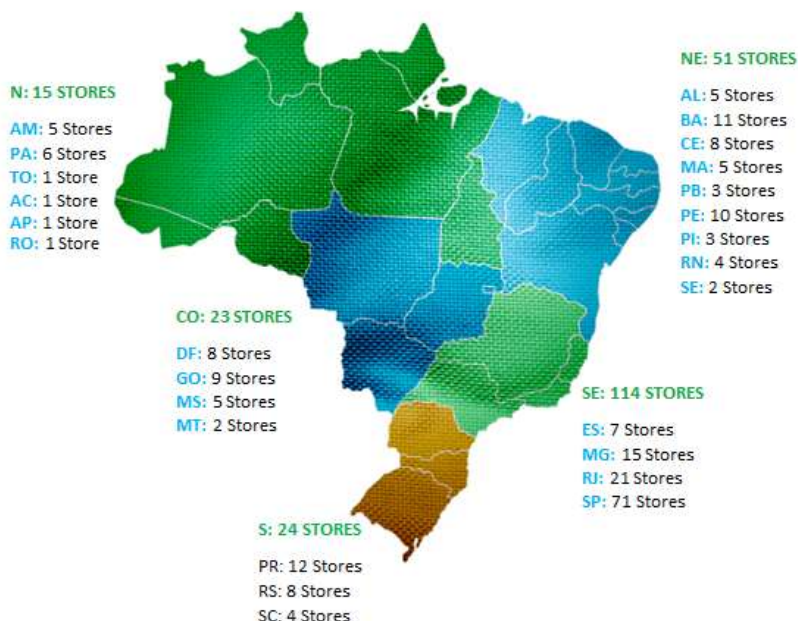 N: 15 STORES
AM: 5 Stores
PA: 6 Stores
TO: 1 Store
AC: 1 Store
AP: 1 Store
RO: 1 Store
NE: 51 STORES
AL: 5 Stores
BA: 11 Stores
CE: 8 Stores
MA: 5 Stores
PB: 3 Stores
PE: 10 Stores
PI: 3 Stores
RN: 4 Stores
SE: 2 Stores
CO: 23 STORES
DF: 8 Stores
GO: 9 Stores
MS: 5 Stores
MT: 2 Stores
SE: 114 STORES
ES: 7 Stores
MG: 15 Stores
RJ: 21 Stores
SP: 71 Stores
S: 24 STORES
PR: 12 Stores
RS: 8 Stores
SC: 4 Stores